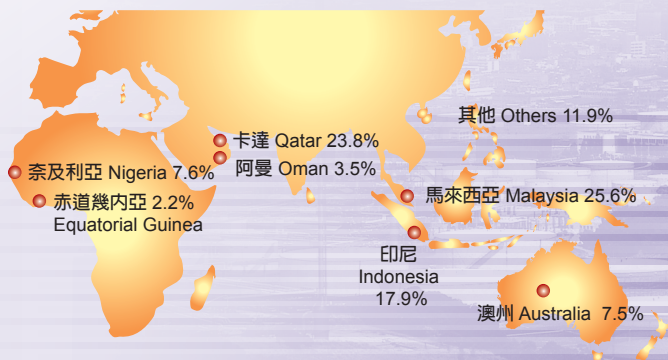 其他 Others 11.9%
卡達 Qatar 23.8%
阿曼 Oman 3.5%
奈及利亞 Nigeria 7.6%
馬來西亞 Malaysia 25.6%
赤道幾內亞 2.2%
Equatorial Guinea
印尼
Indonesia
17.9%
澳州 Australia 7.5%